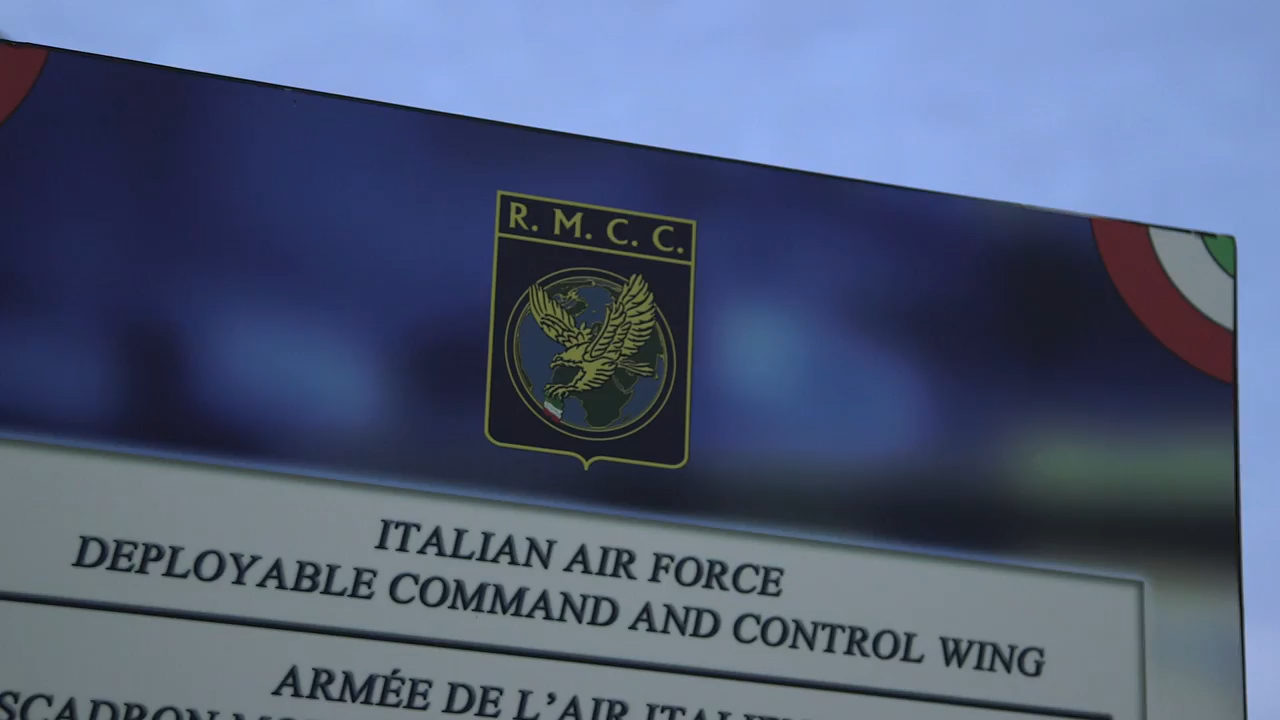 R. M. C. C.
ITALIAN AIR FORCE
DEPLOYABLE COMMAND AND CONTROL WING
ARMÉE DE L'AIR